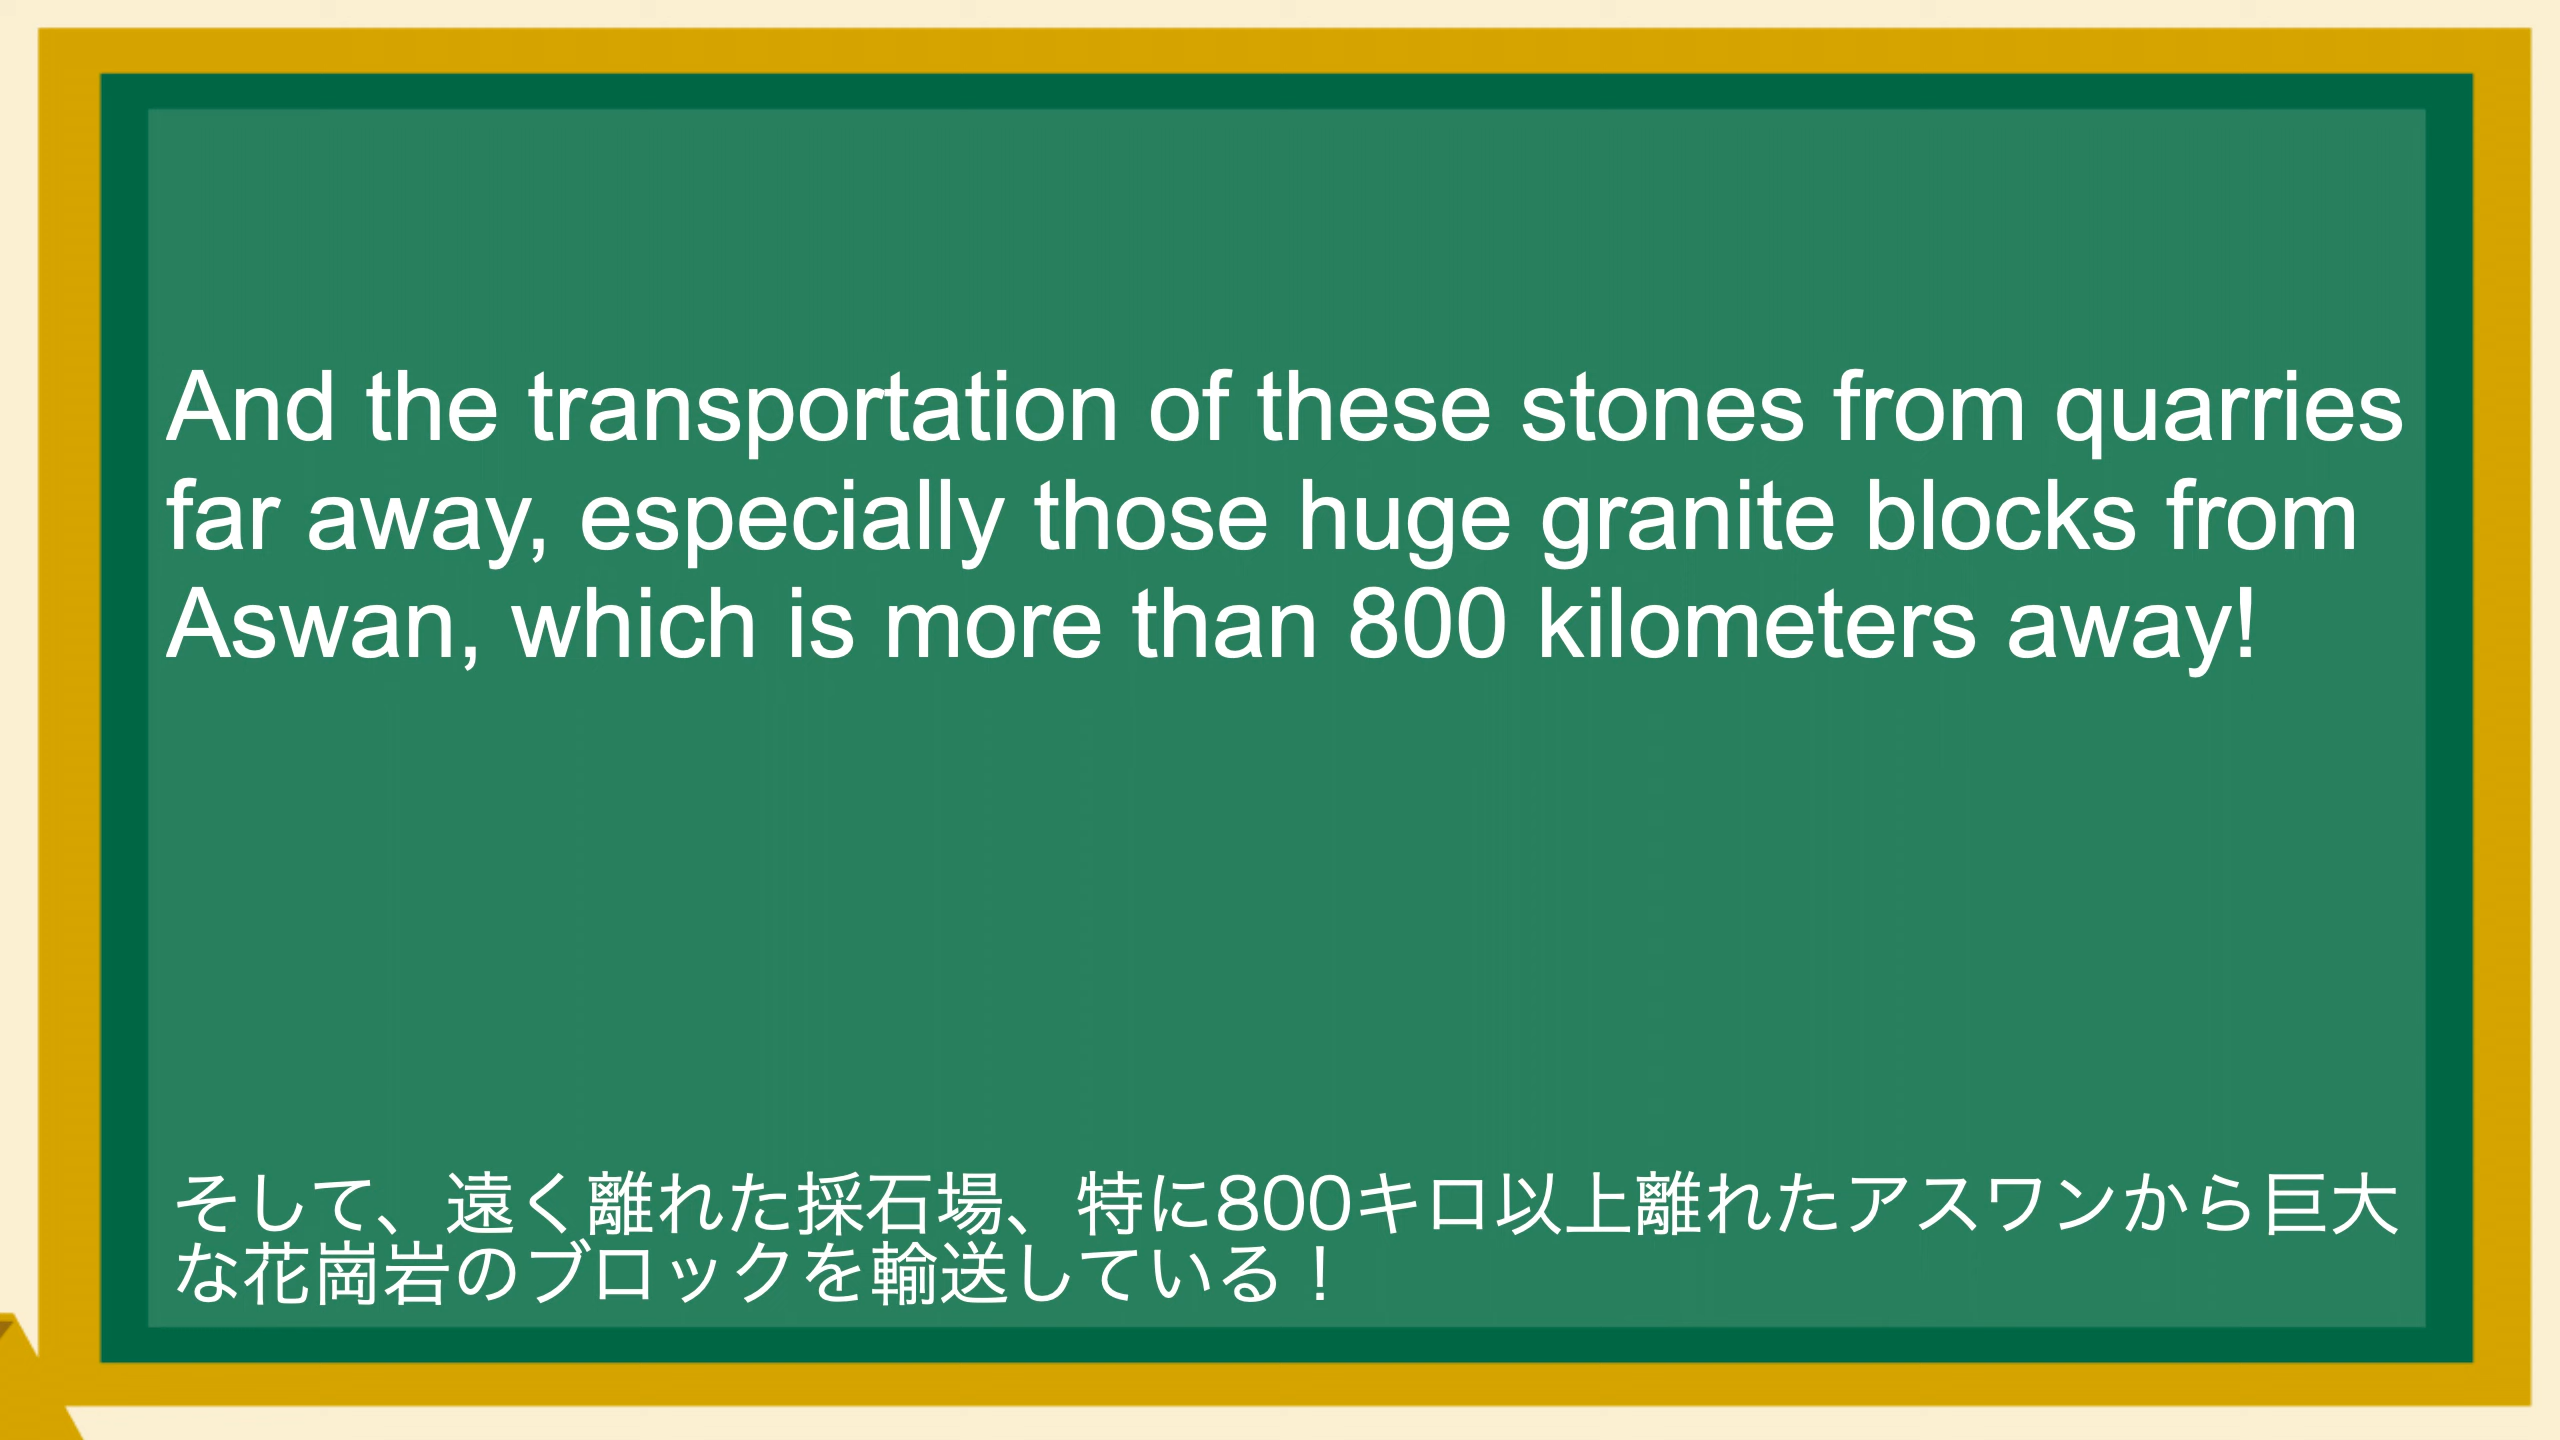 And the transportation of these stones from quarries
far away, especially those huge granite blocks from
Aswan, which is more than 800 kilometers away!
そして、遠く離れた採石場、特に800キロ以上離れたアスワンから巨大
な花崗岩のブロックを輸送している！